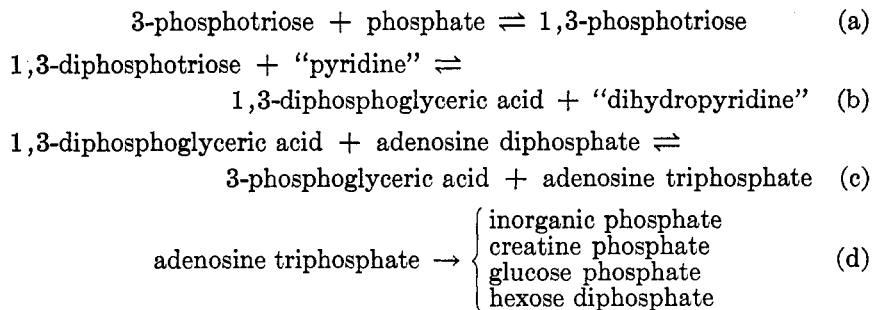 3-phosphotriose + phosphate ⇌ 1,3-phosphotriose (a)
1,3-diphosphotriose + “pyridine” ⇌
1,3-diphosphoglyceric acid + “dihydropyridine” (b)
1,3-diphosphoglyceric acid + adenosine diphosphate ⇌
3-phosphoglyceric acid + adenosine triphosphate (c)
adenosine triphosphate → { inorganic phosphate
creatine phosphate
glucose phosphate
hexose diphosphate (d)